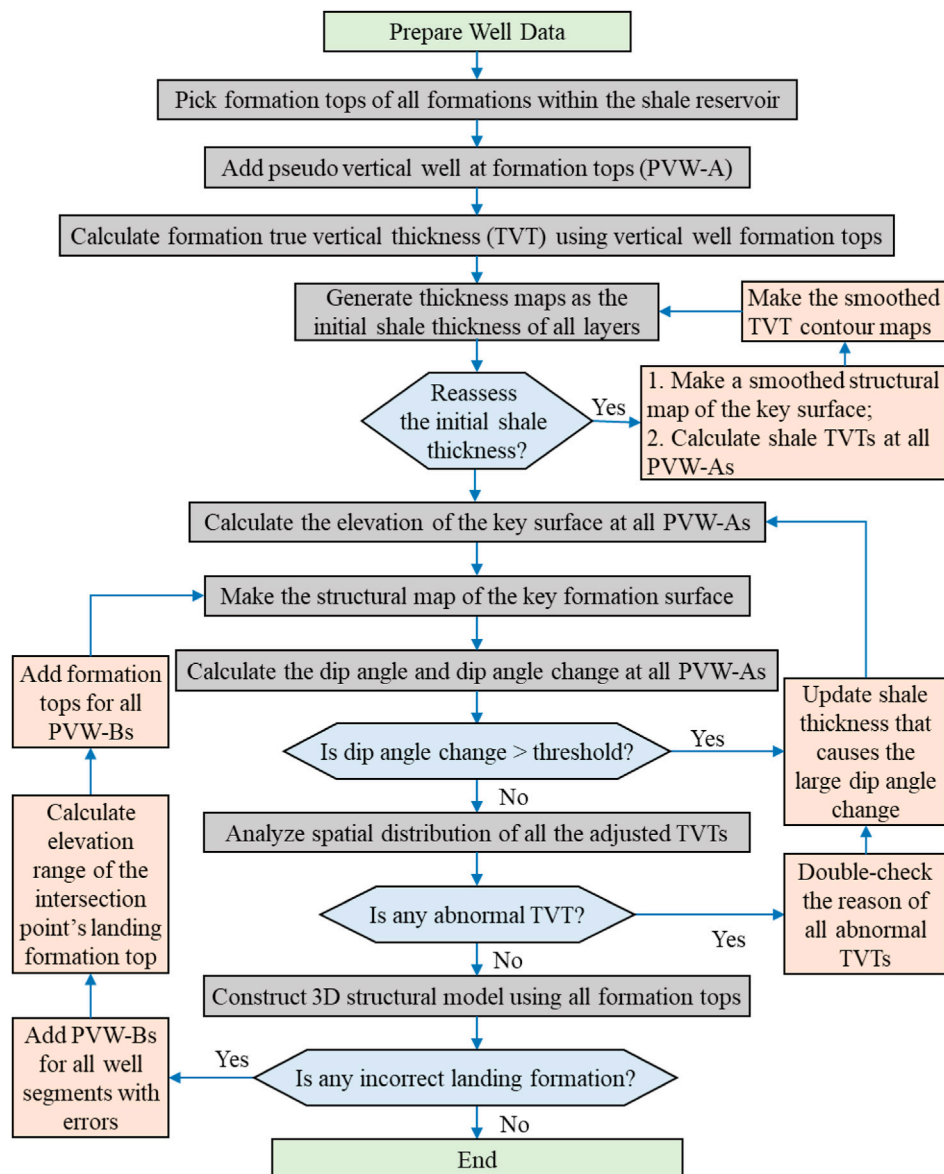 Prepare Well Data
Pick formation tops of all formations within the shale reservoir
Add pseudo vertical well at formation tops (PVW-A)
Calculate formation true vertical thickness (TVT) using vertical well formation tops
Generate thickness maps as the
initial shale thickness of all layers
Make the smoothed
TVT contour maps
Reassess
the initial shale
thickness?
Yes
1. Make a smoothed structural
map of the key surface;
2. Calculate shale TVTs at all
PVW-As
Calculate the elevation of the key surface at all PVW-As
Make the structural map of the key formation surface
Calculate the dip angle and dip angle change at all PVW-As
Add formation
tops for all
PVW-Bs
Is dip angle change > threshold?
Yes
Update shale
thickness that
causes the
large dip angle
change
No
Analyze spatial distribution of all the adjusted TVTs
Calculate
elevation
range of the
intersection
point’s landing
formation top
Is any abnormal TVT?
Yes
Double-check
the reason of
all abnormal
TVTs
No
Construct 3D structural model using all formation tops
Add PVW-Bs
for all well
segments with
errors
Yes
Is any incorrect landing formation?
No
End